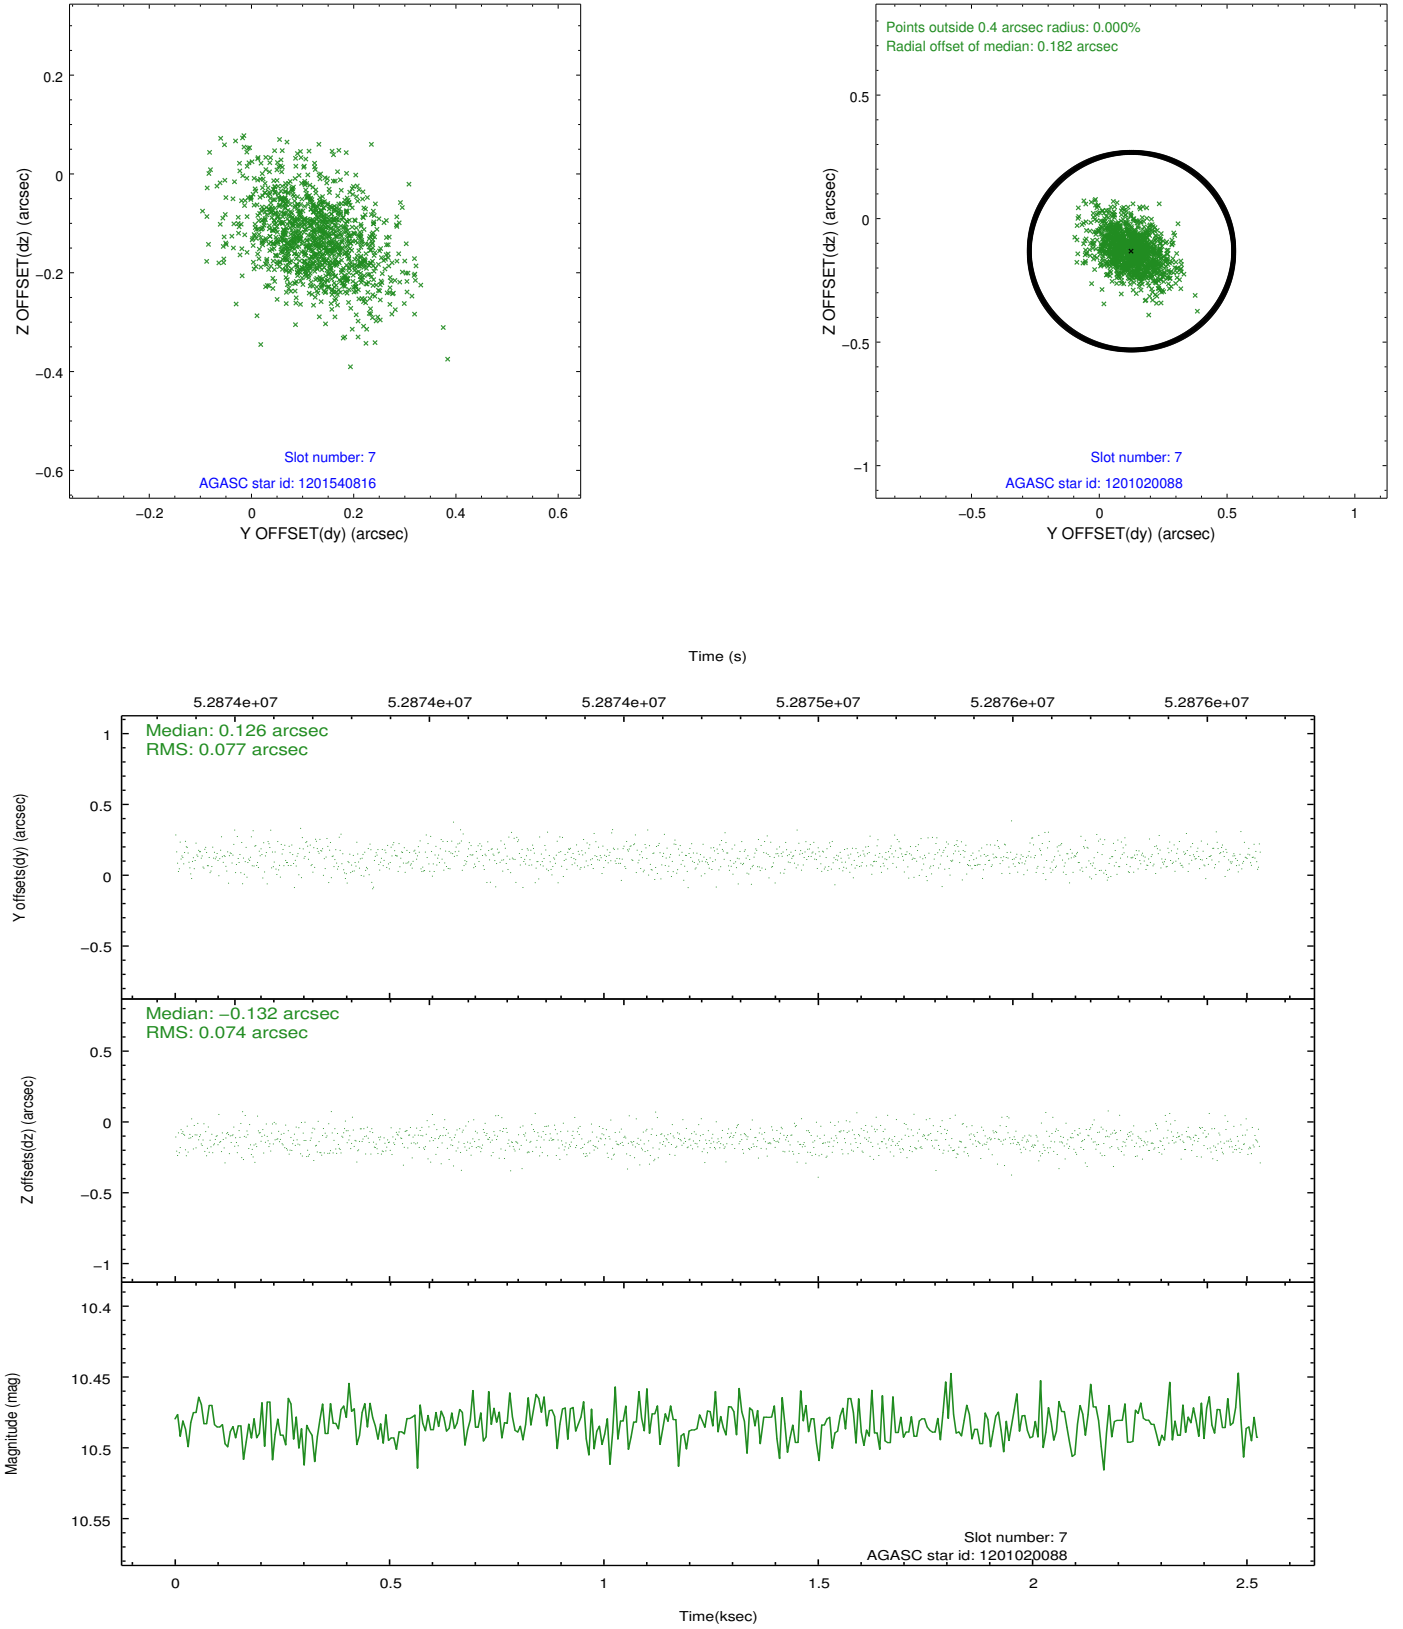 0.2
0
−0.2
−0.4
−0.6
Z OFFSET(dz) (arcsec)
Slot number: 7
AGASC star id: 1201540816
−0.2
0
0.2
0.4
0.6
Y OFFSET(dy) (arcsec)
Points outside 0.4 arcsec radius: 0.000%
Radial offset of median: 0.182 arcsec
0.5
0
−0.5
−1
Z OFFSET(dz) (arcsec)
Slot number: 7
AGASC star id: 1201020088
−0.5
0
0.5
1
Y OFFSET(dy) (arcsec)
Time (s)
5.2874e+07
5.2874e+07
5.2874e+07
5.2875e+07
5.2876e+07
5.2876e+07
Median: 0.126 arcsec
RMS: 0.077 arcsec
1
0.5
0
−0.5
Y offsets(dy) (arcsec)
Median: −0.132 arcsec
RMS: 0.074 arcsec
0.5
0
−0.5
−1
Z offsets(dz) (arcsec)
10.4
10.45
10.5
10.55
Magnitude (mag)
Slot number: 7
AGASC star id: 1201020088
0
0.5
1
1.5
2
2.5
Time(ksec)